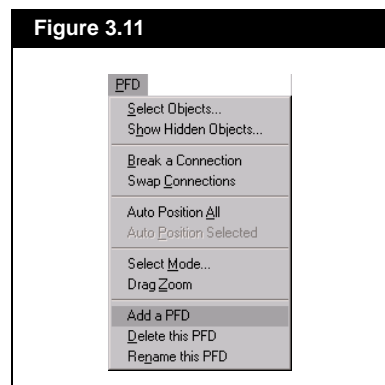 Figure 3.11
PFD
Select Objects...
Show Hidden Objects...
Break a Connection
Swap Connections
Auto Position All
Auto Position Selected
Select Mode...
Drag Zoom
Add a PFD
Delete this PFD
Rename this PFD